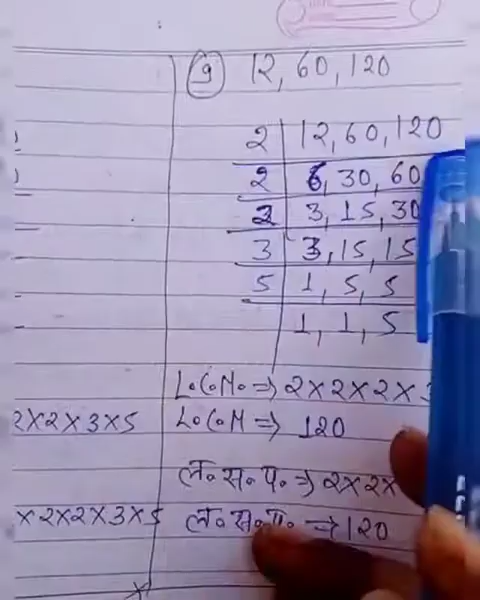 9 12, 60, 120
2 12, 60, 120
2 6, 30, 60
2 3, 15, 30
3 3, 15, 15
5 1, 5, 5
1, 1, 5
L.C.M. => 2×2×2×3
2×2×3×5
L.C.M => 120
ल.स.प. => 2×2×
×2×2×3×5
ल.स.प. => 120